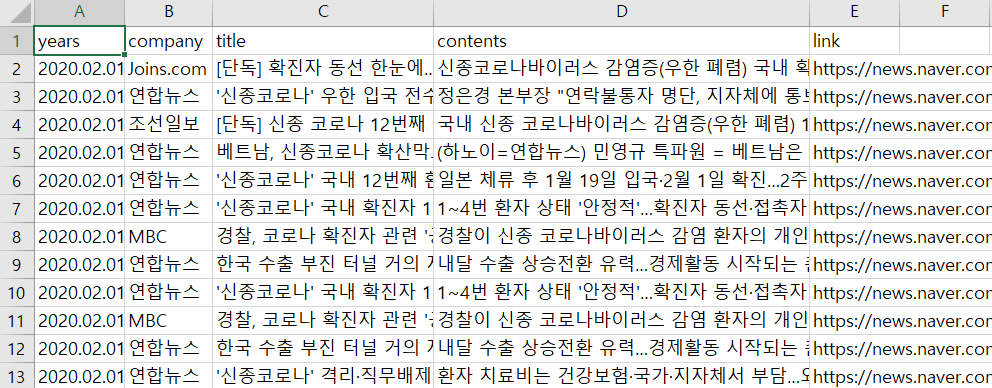 A B C D E F
1 years company title contents link
2 2020.02.01 Joins.com [단독] 확진자 동선 한눈에... 신종코로나바이러스 감염증(우한 폐렴) 국내 https://news.naver.con
3 2020.02.01 연합뉴스 '신종코로나' 우한 입국 전수 정은경 본부장 "연락불통자 명단, 지자체에 https://news.naver.con
4 2020.02.01 조선일보 [단독] 신종 코로나 12번째 국내 신종 코로나바이러스 감염증(우한 폐렴) 1 https://news.naver.con
5 2020.02.01 연합뉴스 베트남, 신종코로나 확산막... (하노이=연합뉴스) 민영규 특파원 = 베트남은 https://news.naver.con
6 2020.02.01 연합뉴스 '신종코로나' 국내 12번째 일본 체류 후 1월 19일 입국·2월 1일 확진...2주 https://news.naver.con
7 2020.02.01 연합뉴스 '신종코로나' 국내 확진자 1 1~4번 환자 상태 '안정적'...확진자 동선·접촉자 https://news.naver.con
8 2020.02.01 MBC 경찰, 코로나 확진자 관련 경찰이 신종 코로나바이러스 감염 환자의 개인 https://news.naver.con
9 2020.02.01 연합뉴스 한국 수출 부진 터널 거의 내달 수출 상승전환 유력...경제활동 시작되는 https://news.naver.con
10 2020.02.01 연합뉴스 '신종코로나' 국내 확진자 1 1~4번 환자 상태 '안정적'...확진자 동선·접촉자 https://news.naver.con
11 2020.02.01 MBC 경찰, 코로나 확진자 관련 경찰이 신종 코로나바이러스 감염 환자의 개인 https://news.naver.con
12 2020.02.01 연합뉴스 한국 수출 부진 터널 거의 내달 수출 상승전환 유력...경제활동 시작되는 https://news.naver.con
13 2020.02.01 연합뉴스 '신종코로나' 격리·직무배제 환자 치료비는 건강보험·국가·지자체서 부담... https://news.naver.con